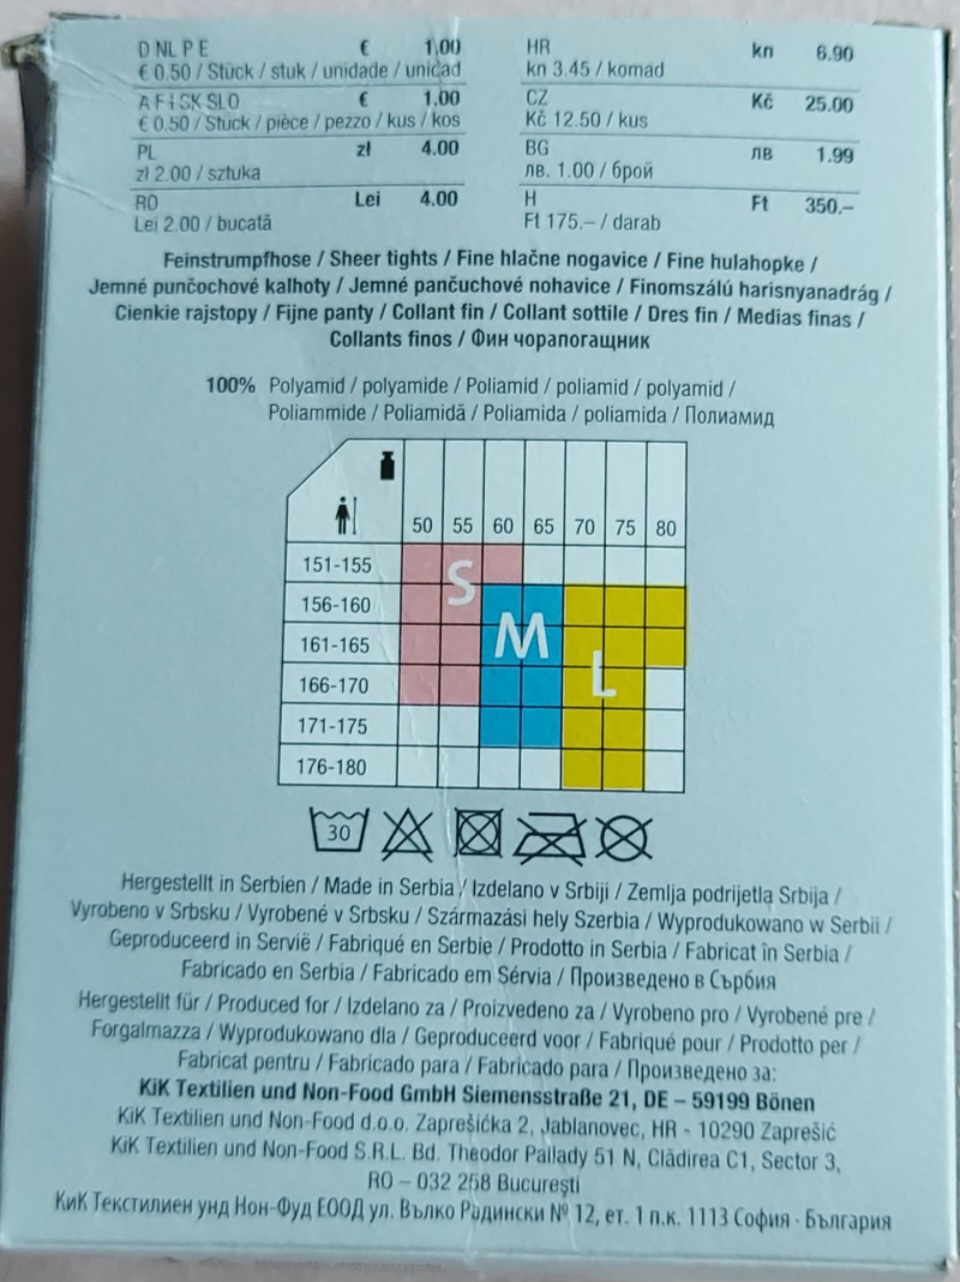 D NL P E € 1.00
€ 0.50 / Stück / stuk / unidade / unidad
A F I SK SLO € 1.00
€ 0.50 / Stück / pièce / pezzo / kus / kos
PL zł 4.00
zł 2.00 / sztuka
RO Lei 4.00
Lei 2.00 / bucată
HR kn 6.90
kn 3.45 / komad
CZ Kč 25.00
Kč 12.50 / kus
BG лв 1.99
лв. 1.00 / брой
H Ft 350.–
Ft 175.– / darab
Feinstrumpfhose / Sheer tights / Fine hlačne nogavice / Fine hulahopke /
Jemné punčochové kalhoty / Jemné pančuchové nohavice / Finomszálú harisnyanadrág /
Cienkie rajstopy / Fijne panty / Collant fin / Collant sottile / Dres fin / Medias finas /
Collants finos / Фин чорапогащник
100% Polyamid / polyamide / Poliamid / poliamid / polyamid /
Poliammide / Poliamidă / Poliamida / poliamida / Полиамид
50 55 60 65 70 75 80
151-155
S
156-160
161-165
M
166-170
L
171-175
176-180
30
Hergestellt in Serbien / Made in Serbia / Izdelano v Srbiji / Zemlja podrijetla Srbija /
Vyrobeno v Srbsku / Vyrobené v Srbsku / Származási hely Szerbia / Wyprodukowano w Serbii /
Geproduceerd in Servië / Fabriqué en Serbie / Prodotto in Serbia / Fabricat în Serbia /
Fabricado en Serbia / Fabricado em Sérvia / Произведено в Сърбия
Hergestellt für / Produced for / Izdelano za / Proizvedeno za / Vyrobeno pro / Vyrobené pre /
Forgalmazza / Wyprodukowano dla / Geproduceerd voor / Fabriqué pour / Prodotto per /
Fabricat pentru / Fabricado para / Fabricado para / Произведено за:
KiK Textilien und Non-Food GmbH Siemensstraße 21, DE – 59199 Bönen
KiK Textilien und Non-Food d.o.o. Zaprešićka 2, Jablanovec, HR - 10290 Zaprešić
KiK Textilien und Non-Food S.R.L. Bd. Theodor Pallady 51 N, Clădirea C1, Sector 3,
RO – 032 258 Bucureşti
КиК Текстилиен унд Нон-Фуд ЕООД ул. Вълко Радински № 12, ет. 1 п.к. 1113 София · България